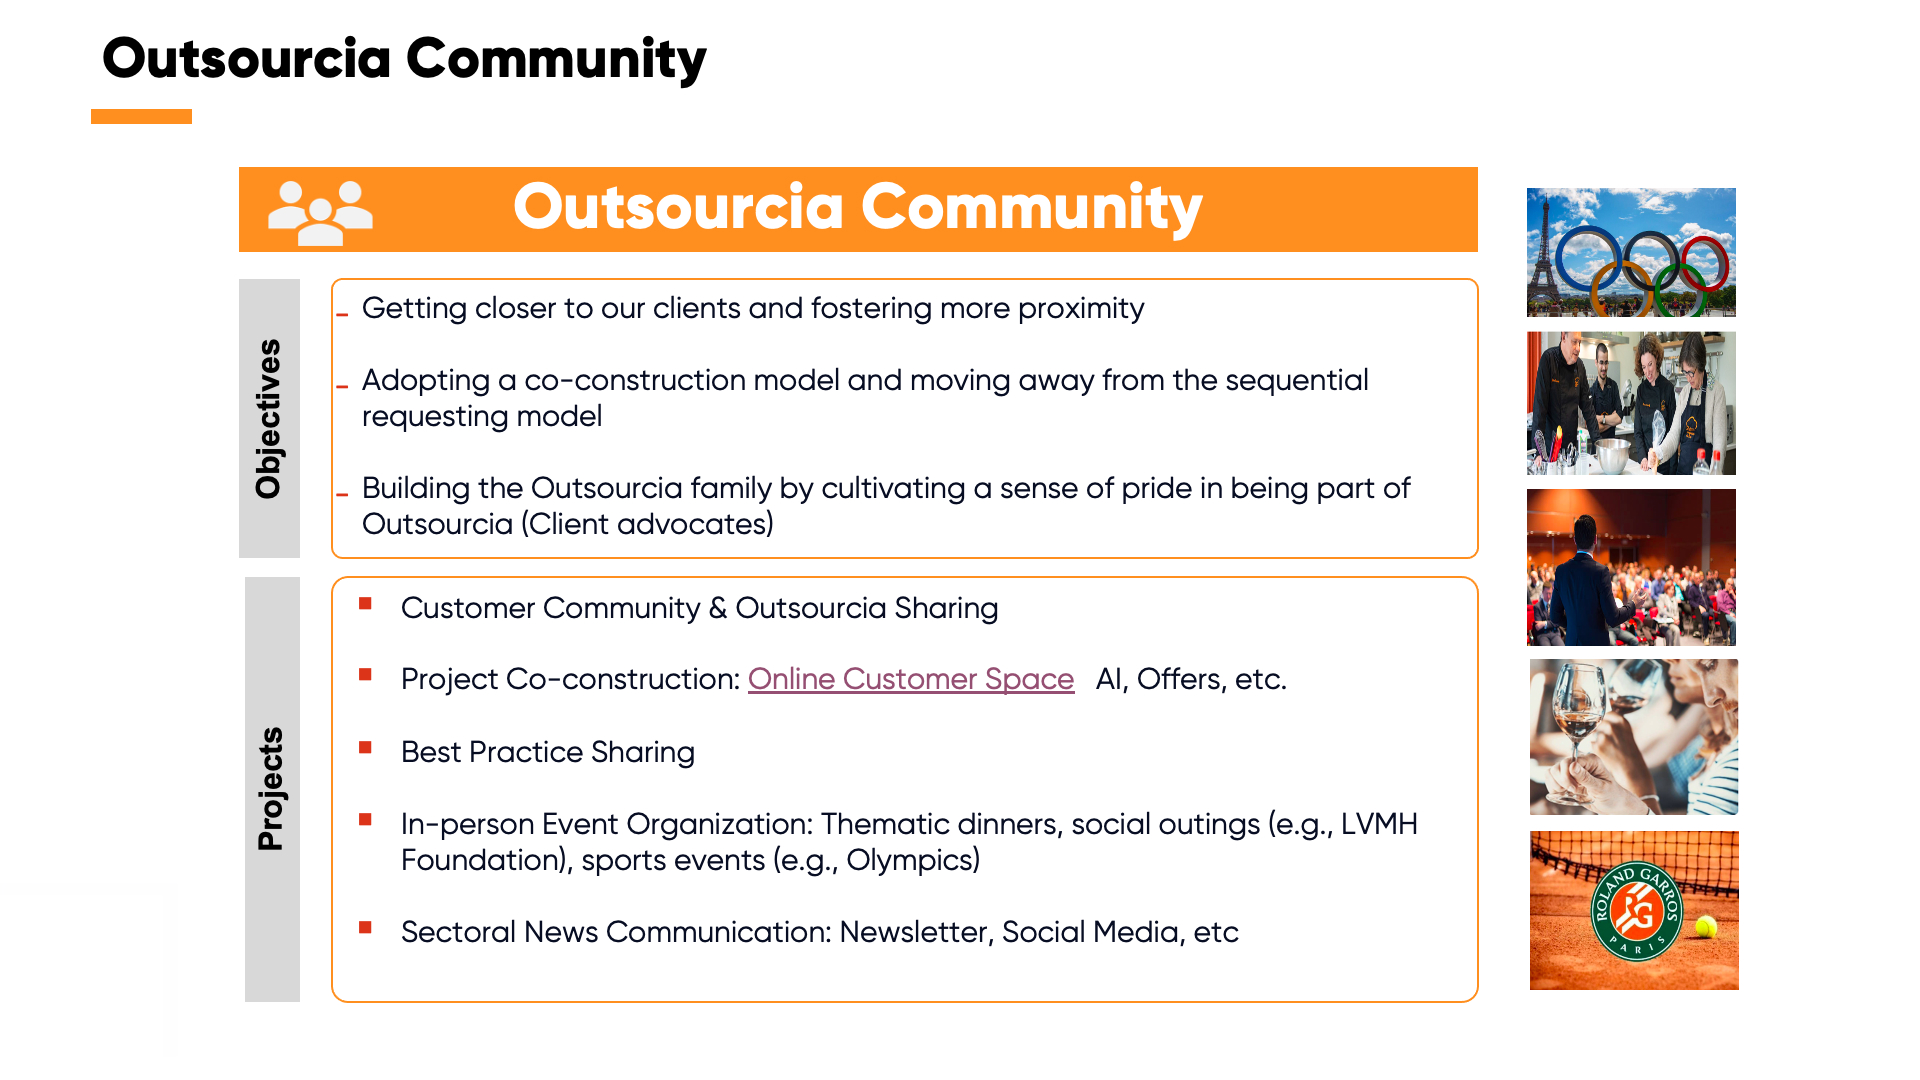 Outsourcia Community
Outsourcia Community
Objectives
- Getting closer to our clients and fostering more proximity
- Adopting a co-construction model and moving away from the sequential
requesting model
- Building the Outsourcia family by cultivating a sense of pride in being part of
Outsourcia (Client advocates)
Projects
▪ Customer Community & Outsourcia Sharing
▪ Project Co-construction: Online Customer Space AI, Offers, etc.
▪ Best Practice Sharing
▪ In-person Event Organization: Thematic dinners, social outings (e.g., LVMH
Foundation), sports events (e.g., Olympics)
▪ Sectoral News Communication: Newsletter, Social Media, etc
ROLAND GARROS
RG
PARIS